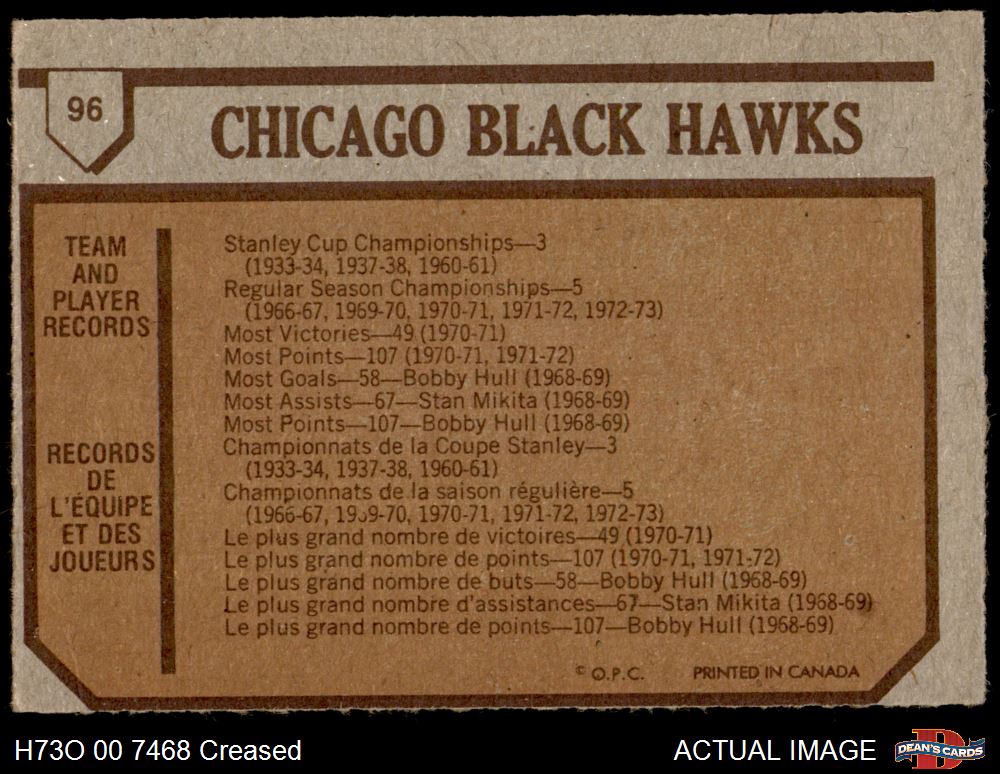 96
CHICAGO BLACK HAWKS
TEAM
AND
PLAYER
RECORDS
Stanley Cup Championships—3
(1933-34, 1937-38, 1960-61)
Regular Season Championships—5
(1966-67, 1969-70, 1970-71, 1971-72, 1972-73)
Most Victories—49 (1970-71)
Most Points—107 (1970-71, 1971-72)
Most Goals—58—Bobby Hull (1968-69)
Most Assists—67—Stan Mikita (1968-69)
Most Points—107—Bobby Hull (1968-69)
RECORDS
DE
L'ÉQUIPE
ET DES
JOUEURS
Championnats de la Coupe Stanley—3
(1933-34, 1937-38, 1960-61)
Championnats de la saison régulière—5
(1966-67, 1969-70, 1970-71, 1971-72, 1972-73)
Le plus grand nombre de victoires—49 (1970-71)
Le plus grand nombre de points—107 (1970-71, 1971-72)
Le plus grand nombre de buts—58—Bobby Hull (1968-69)
Le plus grand nombre d'assistances—67—Stan Mikita (1968-69)
Le plus grand nombre de points—107—Bobby Hull (1968-69)
© O.P.C. PRINTED IN CANADA
H73O 00 7468 Creased
ACTUAL IMAGE
DEAN'S CARDS